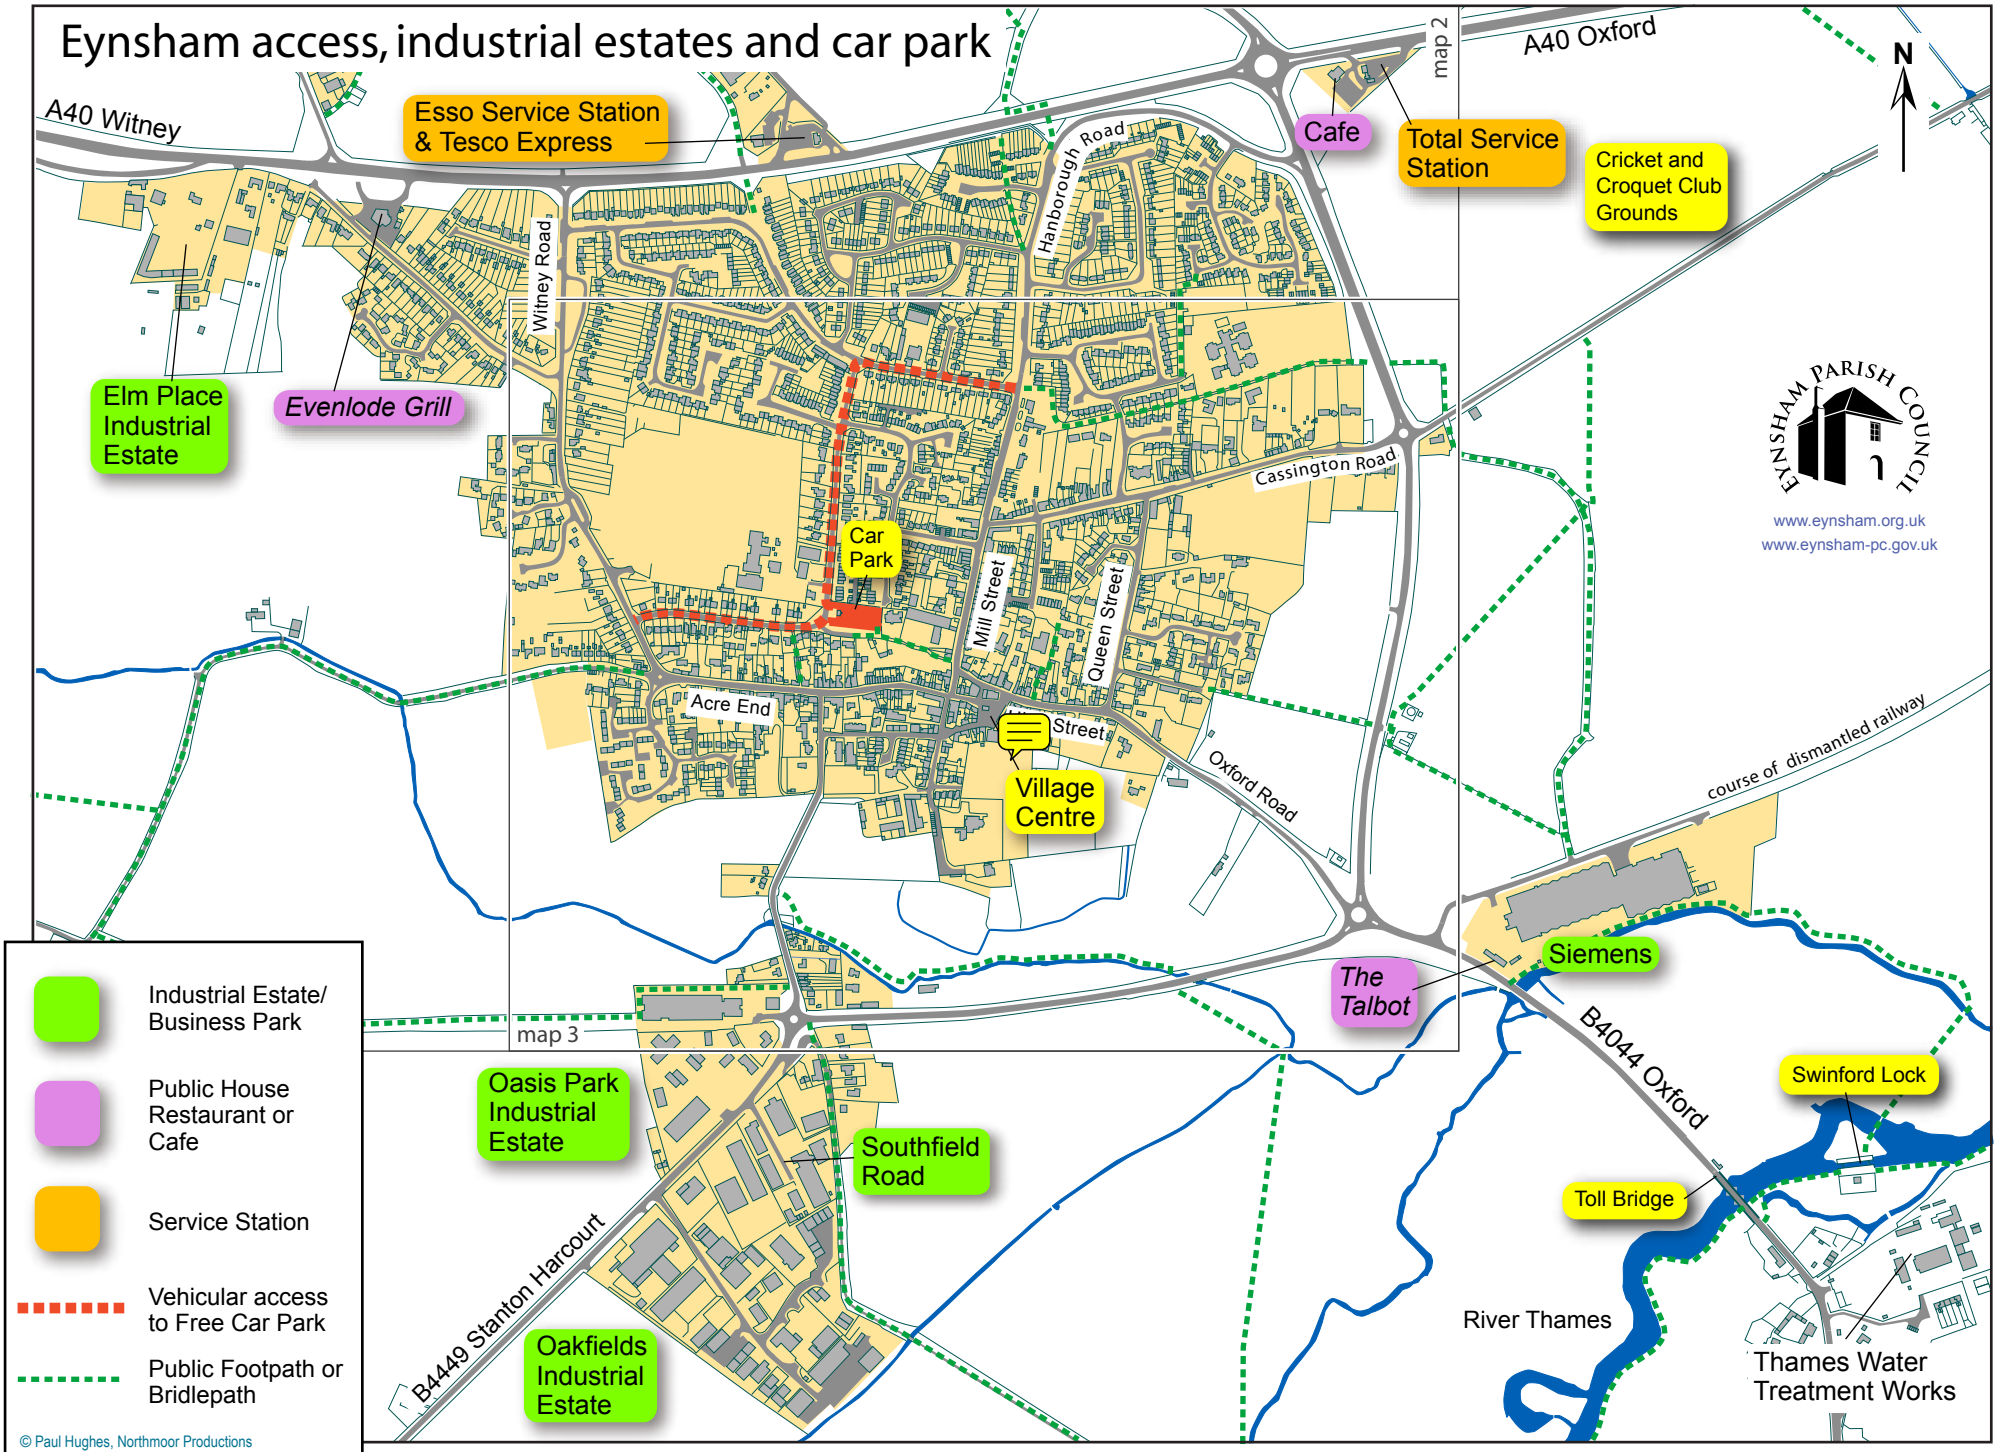 Eynsham access, industrial estates and car park
A40 Witney
Esso Service Station
& Tesco Express
Hanborough Road
map 2
A40 Oxford
N
Cafe
Total Service
Station
Cricket and
Croquet Club
Grounds
Witney Road
Elm Place
Industrial
Estate
Evenlode Grill
EYNSHAM PARISH COUNCIL
www.eynsham.org.uk
www.eynsham-pc.gov.uk
Cassington Road
Car
Park
Mill Street
Queen Street
Acre End
Street
Village
Centre
Oxford Road
course of dismantled railway
Siemens
The
Talbot
map 3
B4044 Oxford
Swinford Lock
Toll Bridge
River Thames
Thames Water
Treatment Works
Oasis Park
Industrial
Estate
Southfield
Road
B4449 Stanton Harcourt
Oakfields
Industrial
Estate
Industrial Estate/
Business Park
Public House
Restaurant or
Cafe
Service Station
Vehicular access
to Free Car Park
Public Footpath or
Bridlepath
© Paul Hughes, Northmoor Productions